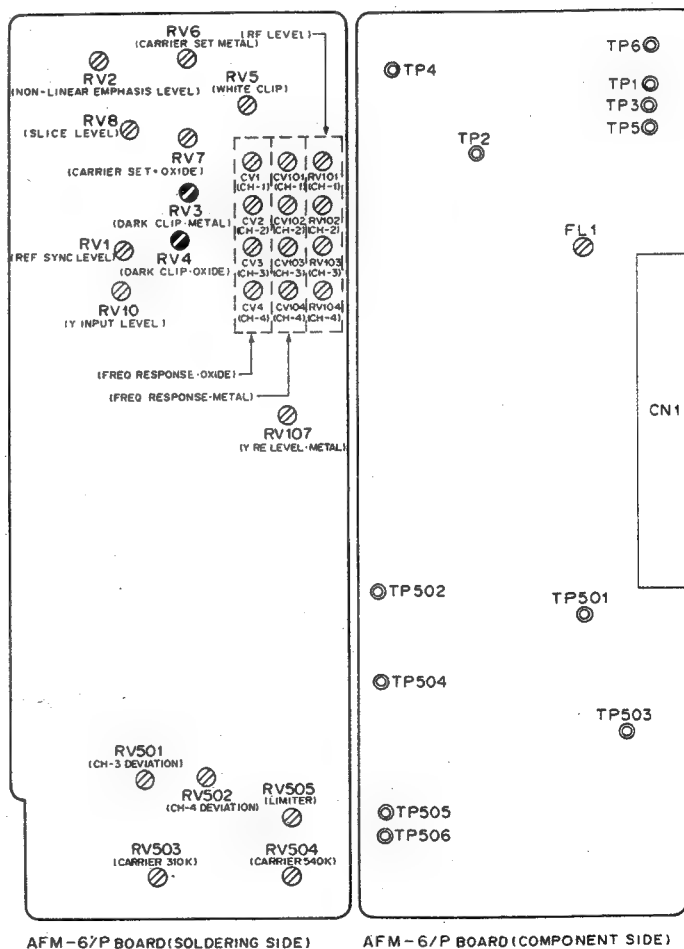 RV6
(CARRIER SET METAL)
(RF LEVEL)
RV2
(NON-LINEAR EMPHASIS LEVEL)
RV5
(WHITE CLIP)
RV8
(SLICE LEVEL)
RV7
(CARRIER SET·OXIDE)
CV1
(CH-1)
CV101
(CH-1)
RV101
(CH-1)
RV3
(DARK CLIP·METAL)
CV2
(CH-2)
CV102
(CH-2)
RV102
(CH-2)
RV1
(REF SYNC LEVEL)
RV4
(DARK CLIP·OXIDE)
CV3
(CH-3)
CV103
(CH-3)
RV103
(CH-3)
RV10
(Y INPUT LEVEL)
CV4
(CH-4)
CV104
(CH-4)
RV104
(CH-4)
(FREQ RESPONSE·OXIDE)
(FREQ RESPONSE·METAL)
RV107
(Y RE LEVEL·METAL)
RV501
(CH-3 DEVIATION)
RV502
(CH-4 DEVIATION)
RV505
(LIMITER)
RV503
(CARRIER 310K)
RV504
(CARRIER 540K)
AFM-6/P BOARD (SOLDERING SIDE)
TP6
TP4
TP1
TP3
TP5
TP2
FL1
CN1
TP502
TP501
TP504
TP503
TP505
TP506
AFM-6/P BOARD (COMPONENT SIDE)